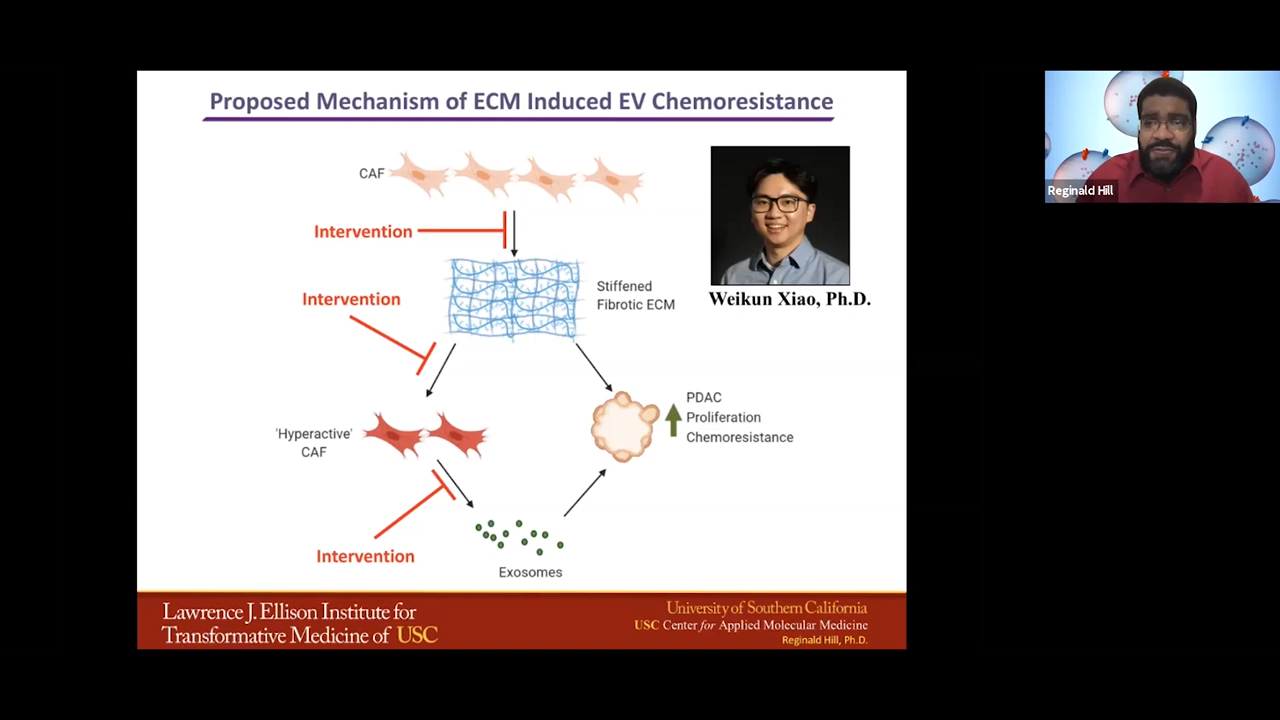 Proposed Mechanism of ECM Induced EV Chemoresistance
CAF
Intervention
Stiffened
Fibrotic ECM
Weikun Xiao, Ph.D.
Intervention
'Hyperactive'
CAF
PDAC
Proliferation
Chemoresistance
Intervention
Exosomes
Lawrence J. Ellison Institute for
Transformative Medicine of USC
University of Southern California
USC Center for Applied Molecular Medicine
Reginald Hill, Ph.D.
Reginald Hill